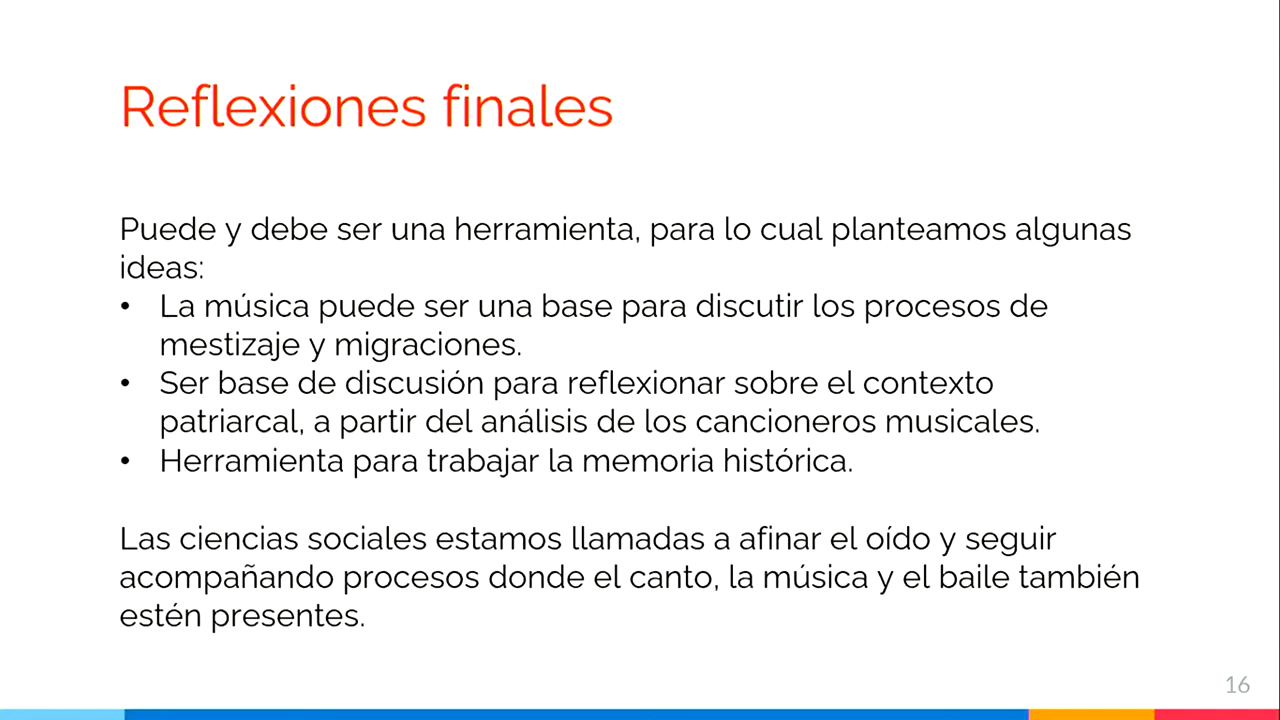 Reflexiones finales
Puede y debe ser una herramienta, para lo cual planteamos algunas
ideas:
• La música puede ser una base para discutir los procesos de
mestizaje y migraciones.
• Ser base de discusión para reflexionar sobre el contexto
patriarcal, a partir del análisis de los cancioneros musicales.
• Herramienta para trabajar la memoria histórica.
Las ciencias sociales estamos llamadas a afinar el oído y seguir
acompañando procesos donde el canto, la música y el baile también
estén presentes.
16